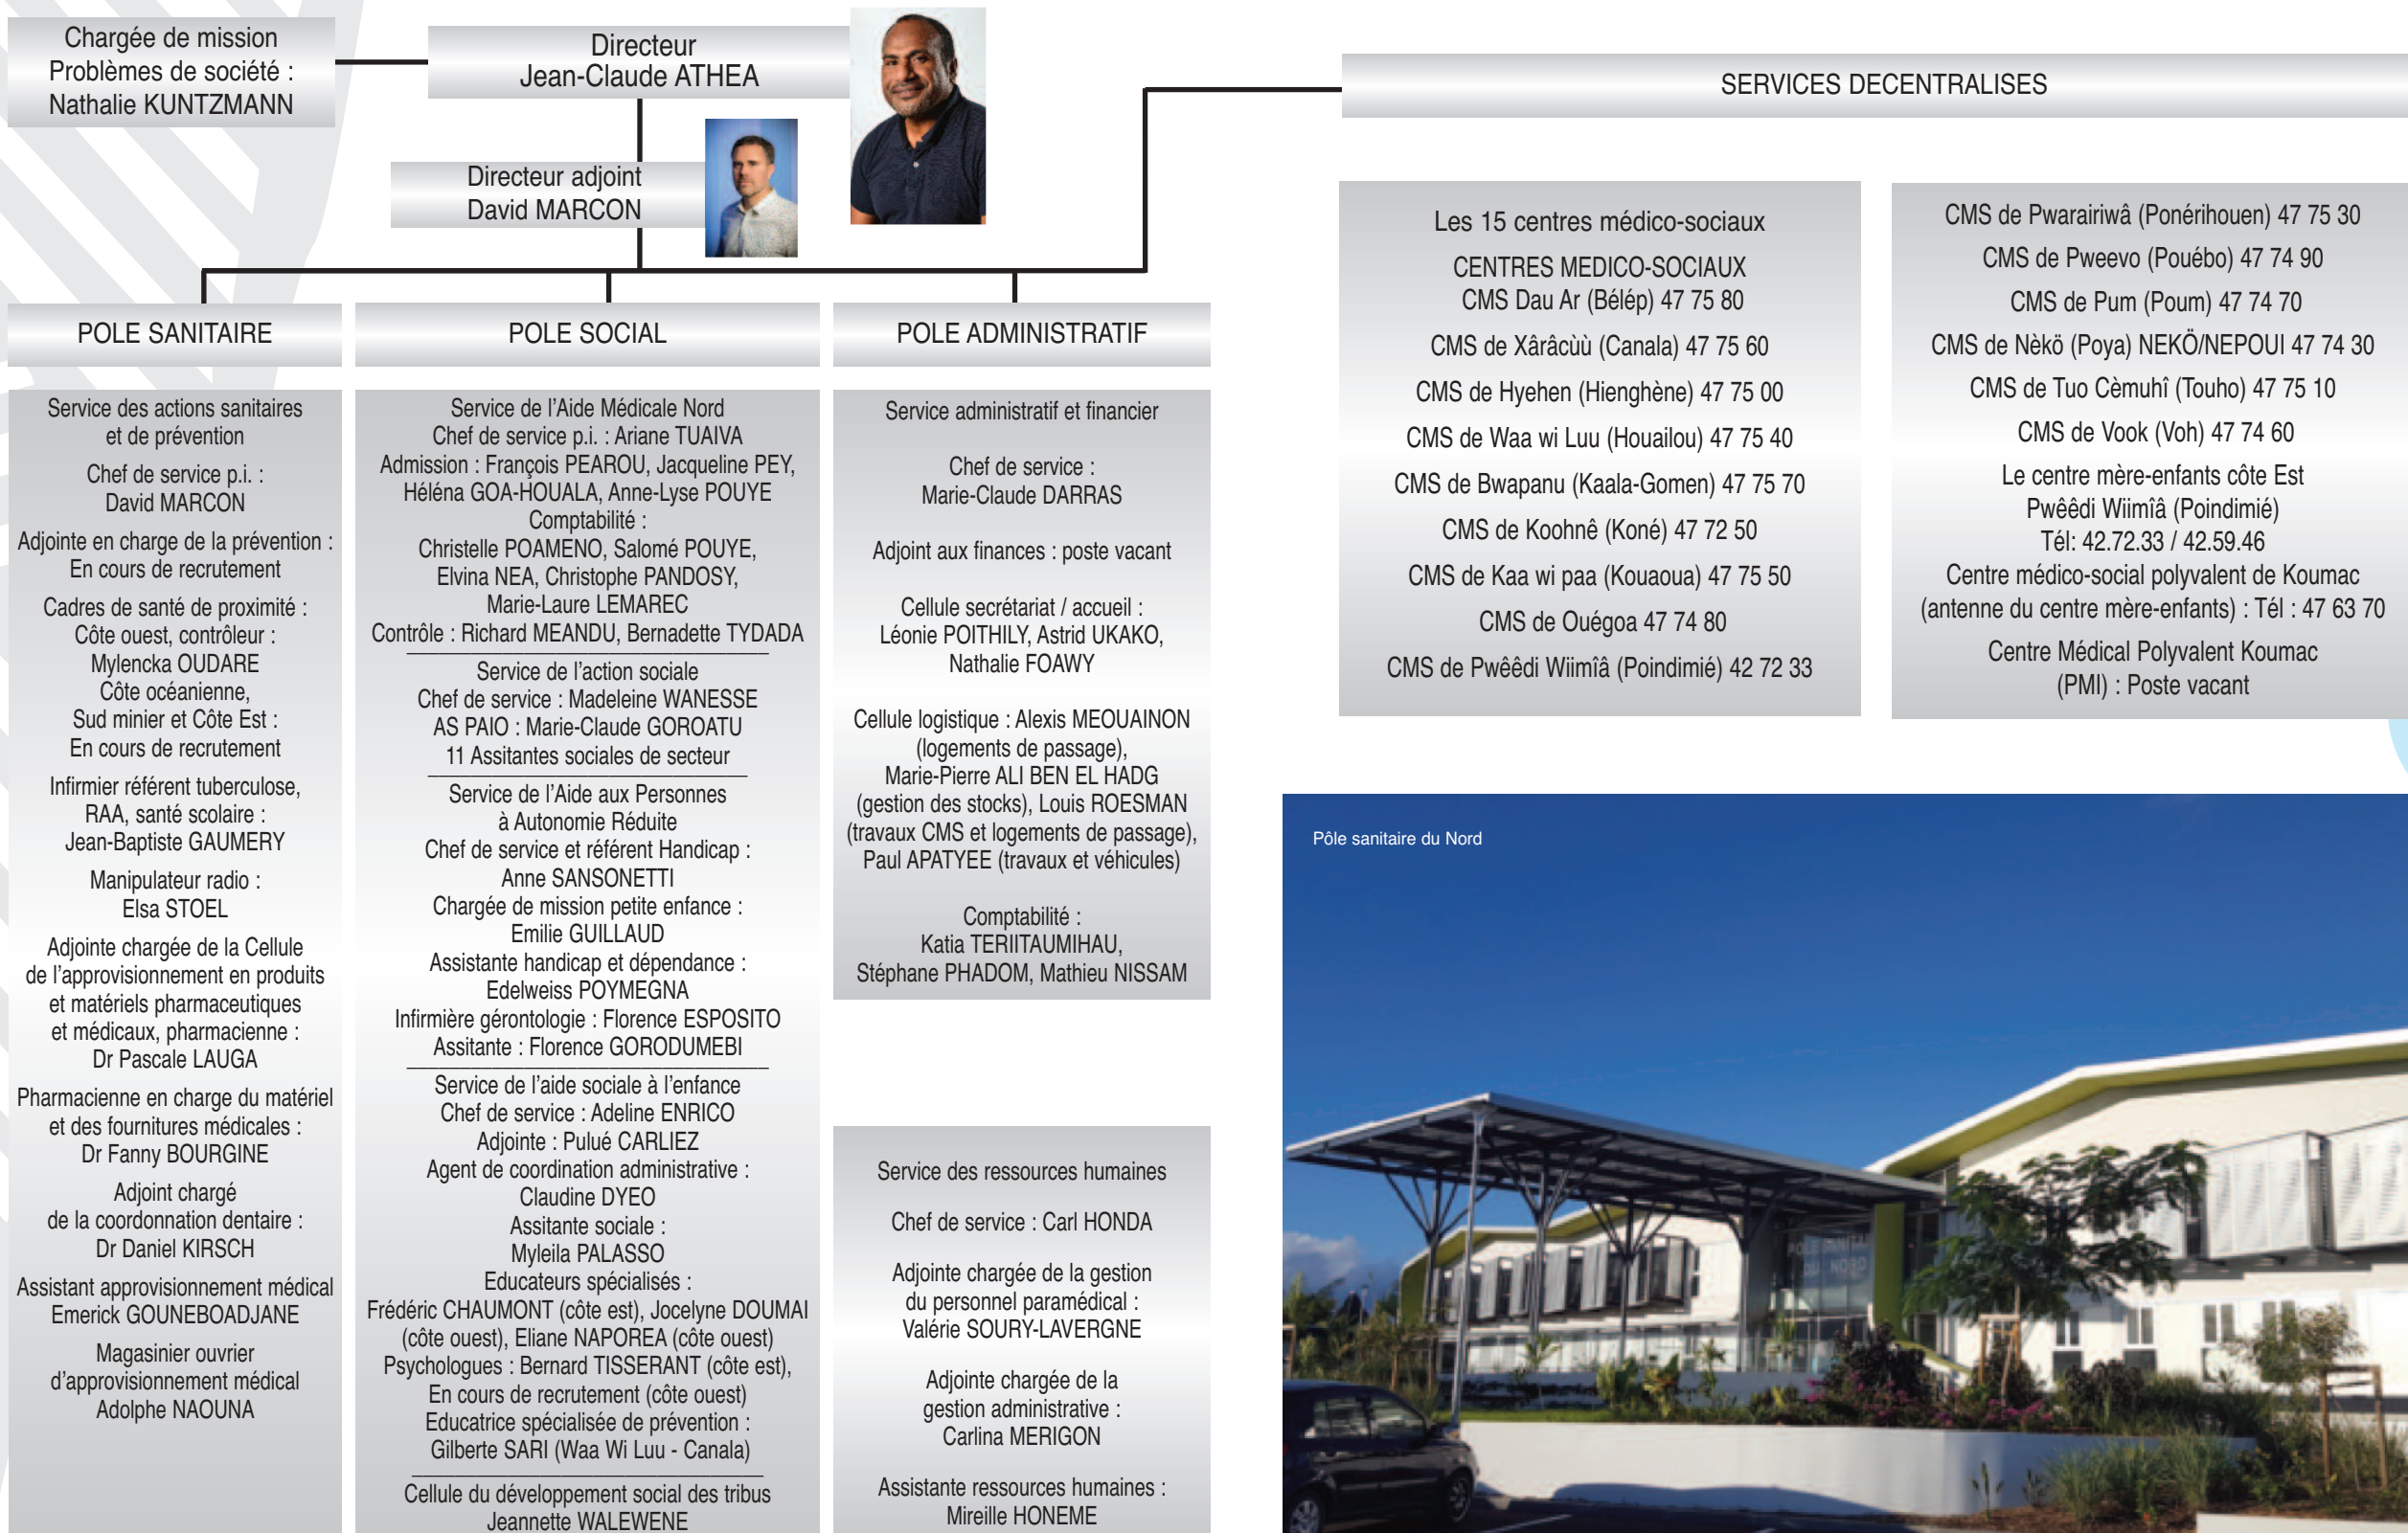 Chargée de mission
Problèmes de société :
Nathalie KUNTZMANN
Directeur
Jean-Claude ATHEA
Directeur adjoint
David MARCON
POLE SANITAIRE
Service des actions sanitaires
et de prévention
Chef de service p.i. :
David MARCON
Adjointe en charge de la prévention :
En cours de recrutement
Cadres de santé de proximité :
Côte ouest, contrôleur :
Mylencka OUDARE
Côte océanienne,
Sud minier et Côte Est :
En cours de recrutement
Infirmier référent tuberculose,
RAA, santé scolaire :
Jean-Baptiste GAUMERY
Manipulateur radio :
Elsa STOEL
Adjointe chargée de la Cellule
de l'approvisionnement en produits
et matériels pharmaceutiques
et médicaux, pharmacienne :
Dr Pascale LAUGA
Pharmacienne en charge du matériel
et des fournitures médicales :
Dr Fanny BOURGINE
Adjoint chargé
de la coordonnation dentaire :
Dr Daniel KIRSCH
Assistant approvisionnement médical
Emerick GOUNEBOADJANE
Magasinier ouvrier
d'approvisionnement médical
Adolphe NAOUNA
POLE SOCIAL
Service de l'Aide Médicale Nord
Chef de service p.i. : Ariane TUAIVA
Admission : François PEAROU, Jacqueline PEY,
Héléna GOA-HOUALA, Anne-Lyse POUYE
Comptabilité :
Christelle POAMENO, Salomé POUYE,
Elvina NEA, Christophe PANDOSY,
Marie-Laure LEMAREC
Contrôle : Richard MEANDU, Bernadette TYDADA
Service de l'action sociale
Chef de service : Madeleine WANESSE
AS PAIO : Marie-Claude GOROATU
11 Assitantes sociales de secteur
Service de l'Aide aux Personnes
à Autonomie Réduite
Chef de service et référent Handicap :
Anne SANSONETTI
Chargée de mission petite enfance :
Emilie GUILLAUD
Assistante handicap et dépendance :
Edelweiss POYMEGNA
Infirmière gérontologie : Florence ESPOSITO
Assitante : Florence GORODUMEBI
Service de l'aide sociale à l'enfance
Chef de service : Adeline ENRICO
Adjointe : Pulué CARLIEZ
Agent de coordination administrative :
Claudine DYEO
Assitante sociale :
Myleila PALASSO
Educateurs spécialisés :
Frédéric CHAUMONT (côte est), Jocelyne DOUMAI
(côte ouest), Eliane NAPOREA (côte ouest)
Psychologues : Bernard TISSERANT (côte est),
En cours de recrutement (côte ouest)
Educatrice spécialisée de prévention :
Gilberte SARI (Waa Wi Luu - Canala)
Cellule du développement social des tribus
Jeannette WALEWENE
POLE ADMINISTRATIF
Service administratif et financier
Chef de service :
Marie-Claude DARRAS
Adjoint aux finances : poste vacant
Cellule secrétariat / accueil :
Léonie POITHILY, Astrid UKAKO,
Nathalie FOAWY
Cellule logistique : Alexis MEOUAINON
(logements de passage),
Marie-Pierre ALI BEN EL HADG
(gestion des stocks), Louis ROESMAN
(travaux CMS et logements de passage),
Paul APATYEE (travaux et véhicules)
Comptabilité :
Katia TERIITAUMIHAU,
Stéphane PHADOM, Mathieu NISSAM
Service des ressources humaines
Chef de service : Carl HONDA
Adjointe chargée de la gestion
du personnel paramédical :
Valérie SOURY-LAVERGNE
Adjointe chargée de la
gestion administrative :
Carlina MERIGON
Assistante ressources humaines :
Mireille HONEME
SERVICES DECENTRALISES
Les 15 centres médico-sociaux
CENTRES MEDICO-SOCIAUX
CMS Dau Ar (Bélép) 47 75 80
CMS de Xârâcùù (Canala) 47 75 60
CMS de Hyehen (Hienghène) 47 75 00
CMS de Waa wi Luu (Houailou) 47 75 40
CMS de Bwapanu (Kaala-Gomen) 47 75 70
CMS de Koohnê (Koné) 47 72 50
CMS de Kaa wi paa (Kouaoua) 47 75 50
CMS de Ouégoa 47 74 80
CMS de Pwêêdi Wiimîâ (Poindimié) 42 72 33
CMS de Pwarairiwâ (Ponérihouen) 47 75 30
CMS de Pweevo (Pouébo) 47 74 90
CMS de Pum (Poum) 47 74 70
CMS de Nèkö (Poya) NEKÖ/NEPOUI 47 74 30
CMS de Tuo Cèmuhî (Touho) 47 75 10
CMS de Vook (Voh) 47 74 60
Le centre mère-enfants côte Est
Pwêêdi Wiimîâ (Poindimié)
Tél: 42.72.33 / 42.59.46
Centre médico-social polyvalent de Koumac
(antenne du centre mère-enfants) : Tél : 47 63 70
Centre Médical Polyvalent Koumac
(PMI) : Poste vacant
Pôle sanitaire du Nord
POLE SANITAI
DU NORD